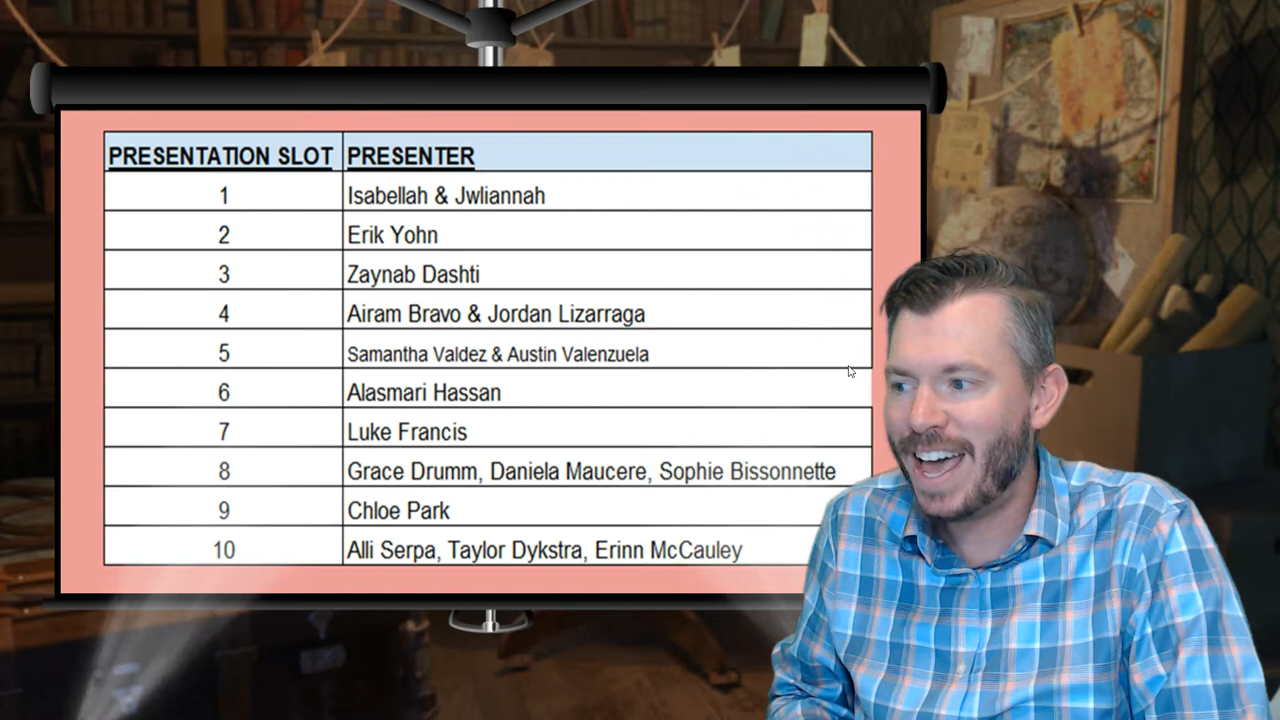 PRESENTATION SLOT PRESENTER
1 Isabellah & Jwliannah
2 Erik Yohn
3 Zaynab Dashti
4 Airam Bravo & Jordan Lizarraga
5 Samantha Valdez & Austin Valenzuela
6 Alasmari Hassan
7 Luke Francis
8 Grace Drumm, Daniela Maucere, Sophie Bissonnette
9 Chloe Park
10 Alli Serpa, Taylor Dykstra, Erinn McCauley